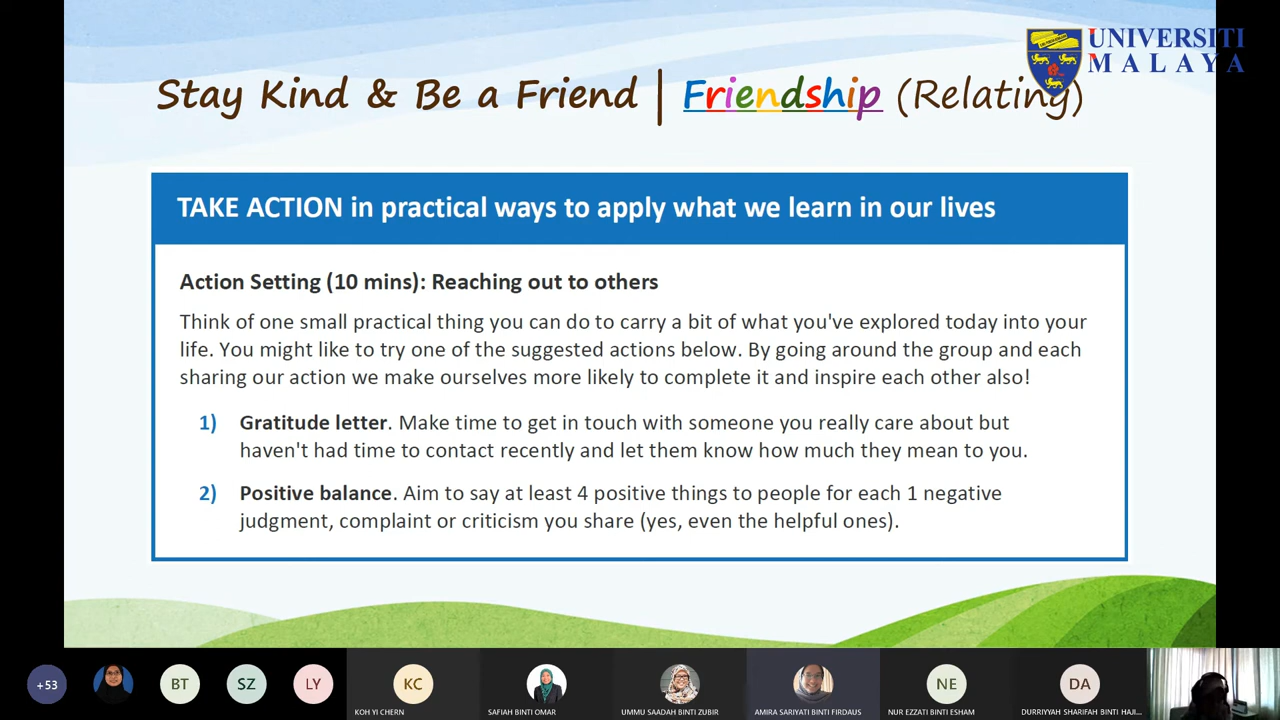 UNIVERSITI
MALAYA
Stay Kind & Be a Friend | Friendship (Relating)
TAKE ACTION in practical ways to apply what we learn in our lives
Action Setting (10 mins): Reaching out to others
Think of one small practical thing you can do to carry a bit of what you've explored today into your
life. You might like to try one of the suggested actions below. By going around the group and each
sharing our action we make ourselves more likely to complete it and inspire each other also!
1) Gratitude letter. Make time to get in touch with someone you really care about but
haven't had time to contact recently and let them know how much they mean to you.
2) Positive balance. Aim to say at least 4 positive things to people for each 1 negative
judgment, complaint or criticism you share (yes, even the helpful ones).
+53
BT
SZ
LY
KC
NE
DA
KOH YI CHERN
SAFIAH BINTI OMAR
UMMU SAADAH BINTI ZUBIR
AMIRA SARIYATI BINTI FIRDAUS
NUR EZZATI BINTI ESHAM
DURRIYYAH SHARIFAH BINTI HAJI...